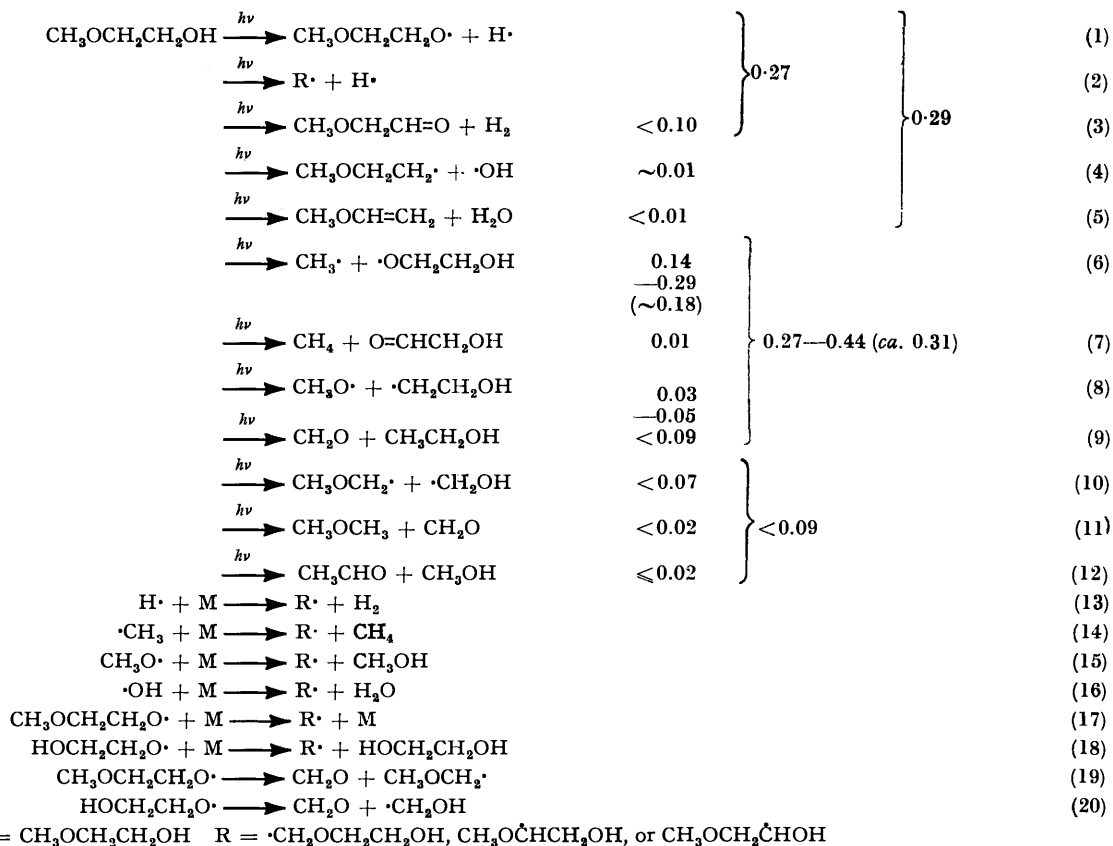 CH₃OCH₂CH₂OH hν → CH₃OCH₂CH₂O· + H· (1)
hν → R· + H· 0·27 (2)
hν → CH₃OCH₂CH=O + H₂ <0.10 0·29 (3)
hν → CH₃OCH₂CH₂· + ·OH ~0.01 (4)
hν → CH₃OCH=CH₂ + H₂O <0.01 (5)
hν → CH₃· + ·OCH₂CH₂OH 0.14 (6)
—0.29
(~0.18)
hν → CH₄ + O=CHCH₂OH 0.01 0.27—0.44 (ca. 0.31) (7)
hν → CH₃O· + ·CH₂CH₂OH 0.03 (8)
—0.05
hν → CH₂O + CH₃CH₂OH <0.09 (9)
hν → CH₃OCH₂· + ·CH₂OH <0.07 (10)
hν → CH₃OCH₃ + CH₂O <0.02 <0.09 (11)
hν → CH₃CHO + CH₃OH ⩽0.02 (12)
H· + M → R· + H₂ (13)
·CH₃ + M → R· + CH₄ (14)
CH₃O· + M → R· + CH₃OH (15)
·OH + M → R· + H₂O (16)
CH₃OCH₂CH₂O· + M → R· + M (17)
HOCH₂CH₂O· + M → R· + HOCH₂CH₂OH (18)
CH₃OCH₂CH₂O· → CH₂O + CH₃OCH₂· (19)
HOCH₂CH₂O· → CH₂O + ·CH₂OH (20)
= CH₃OCH₂CH₂OH R = ·CH₂OCH₂CH₂OH, CH₃OĊHCH₂OH, or CH₃OCH₂ĊHOH